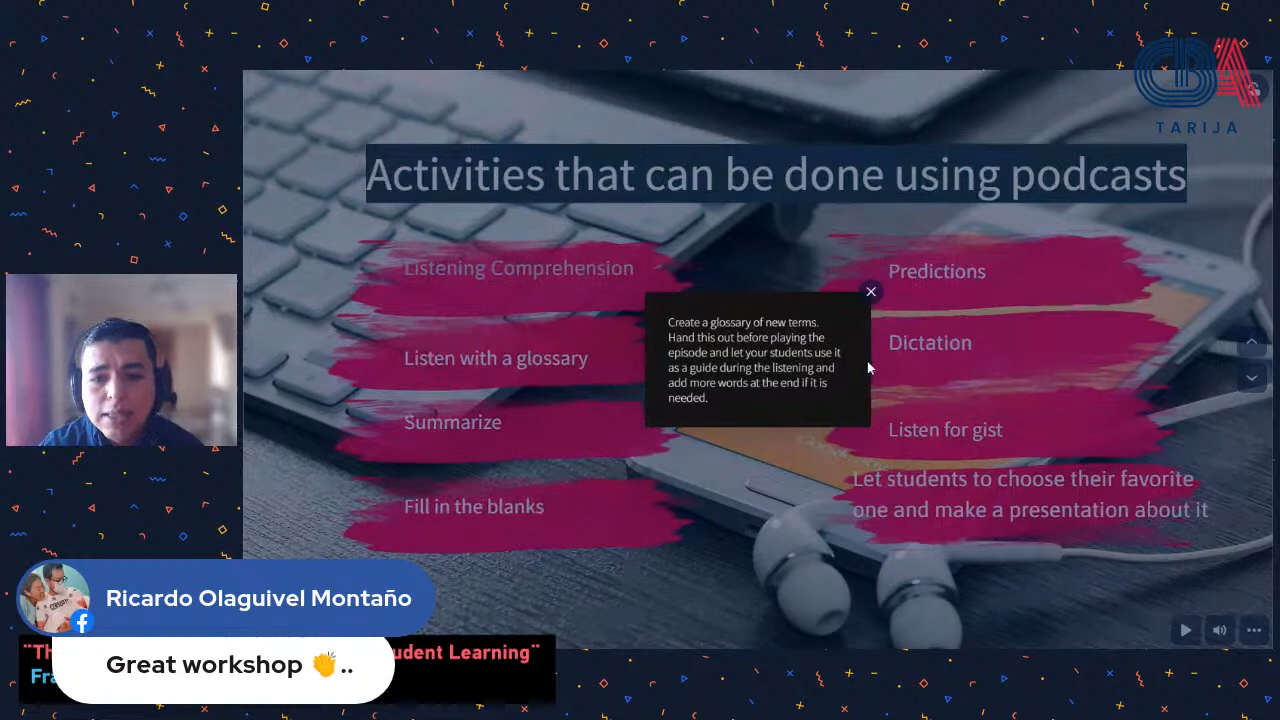 CBA
TARIJA
Activities that can be done using podcasts
Listening Comprehension
Listen with a glossary
Summarize
Fill in the blanks
Create a glossary of new terms.
Hand this out before playing the
episode and let your students use it
as a guide during the listening and
add more words at the end if it is
needed.
Predictions
Dictation
Listen for gist
Let students to choose their favorite
one and make a presentation about it
Ricardo Olaguivel Montaño
Great workshop 👏..
Learning"